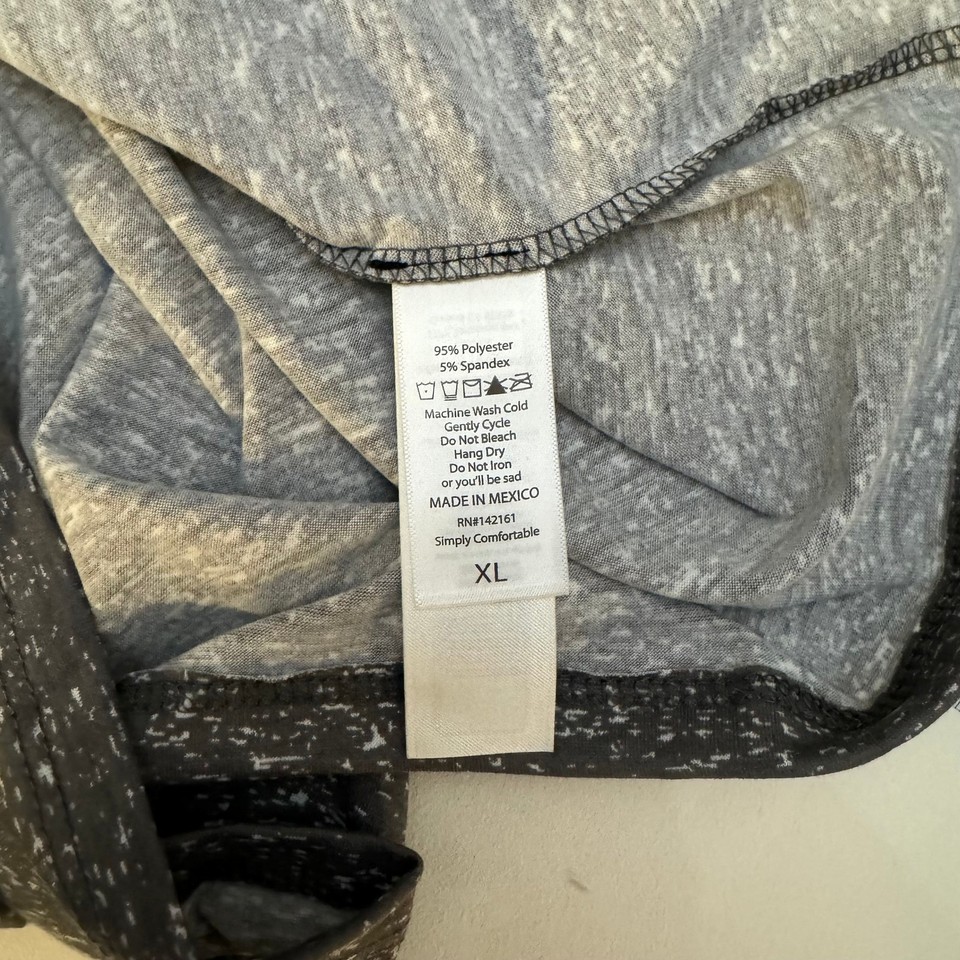 95% Polyester
5% Spandex
Machine Wash Cold
Gently Cycle
Do Not Bleach
Hang Dry
Do Not Iron
or you'll be sad
MADE IN MEXICO
RN#142161
Simply Comfortable
XL